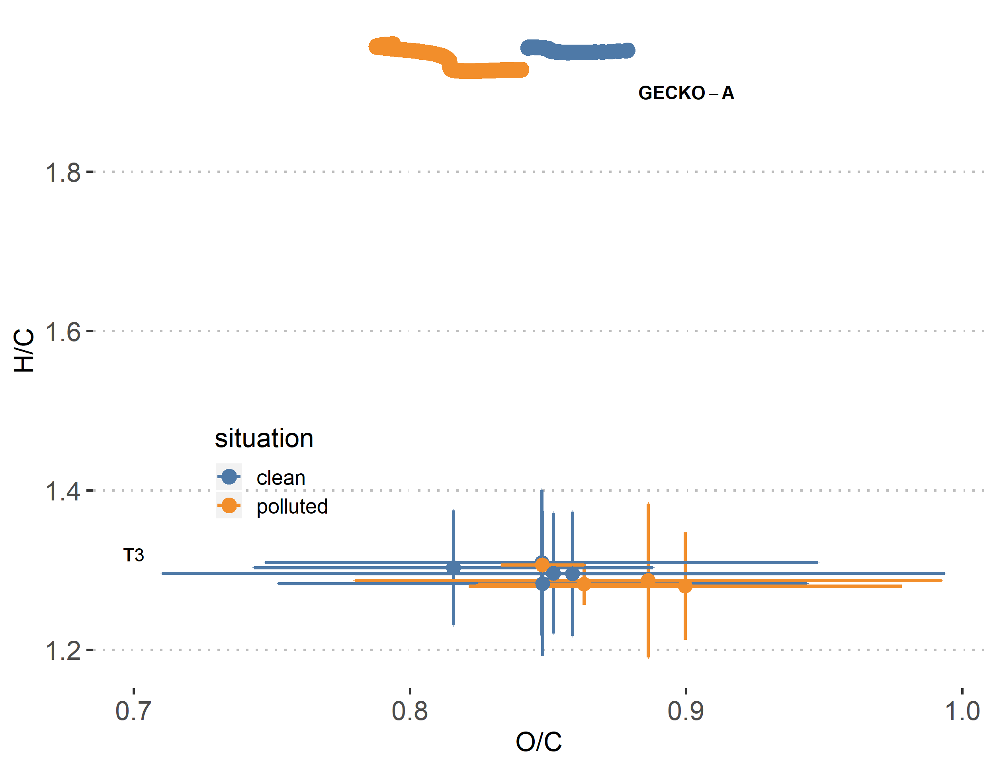 GECKO – A
1.8
1.6
H/C
situation
clean
1.4
polluted
T3
1.2
0.7 0.8 0.9 1.0
O/C